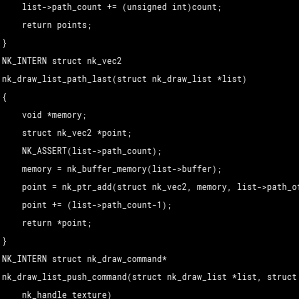 list->path_count += (unsigned int)count;
return points;
}
NK_INTERN struct nk_vec2
nk_draw_list_path_last(struct nk_draw_list *list)
{
void *memory;
struct nk_vec2 *point;
NK_ASSERT(list->path_count);
memory = nk_buffer_memory(list->buffer);
point = nk_ptr_add(struct nk_vec2, memory, list->path_of
point += (list->path_count-1);
return *point;
}
NK_INTERN struct nk_draw_command*
nk_draw_list_push_command(struct nk_draw_list *list, struct
nk_handle texture)